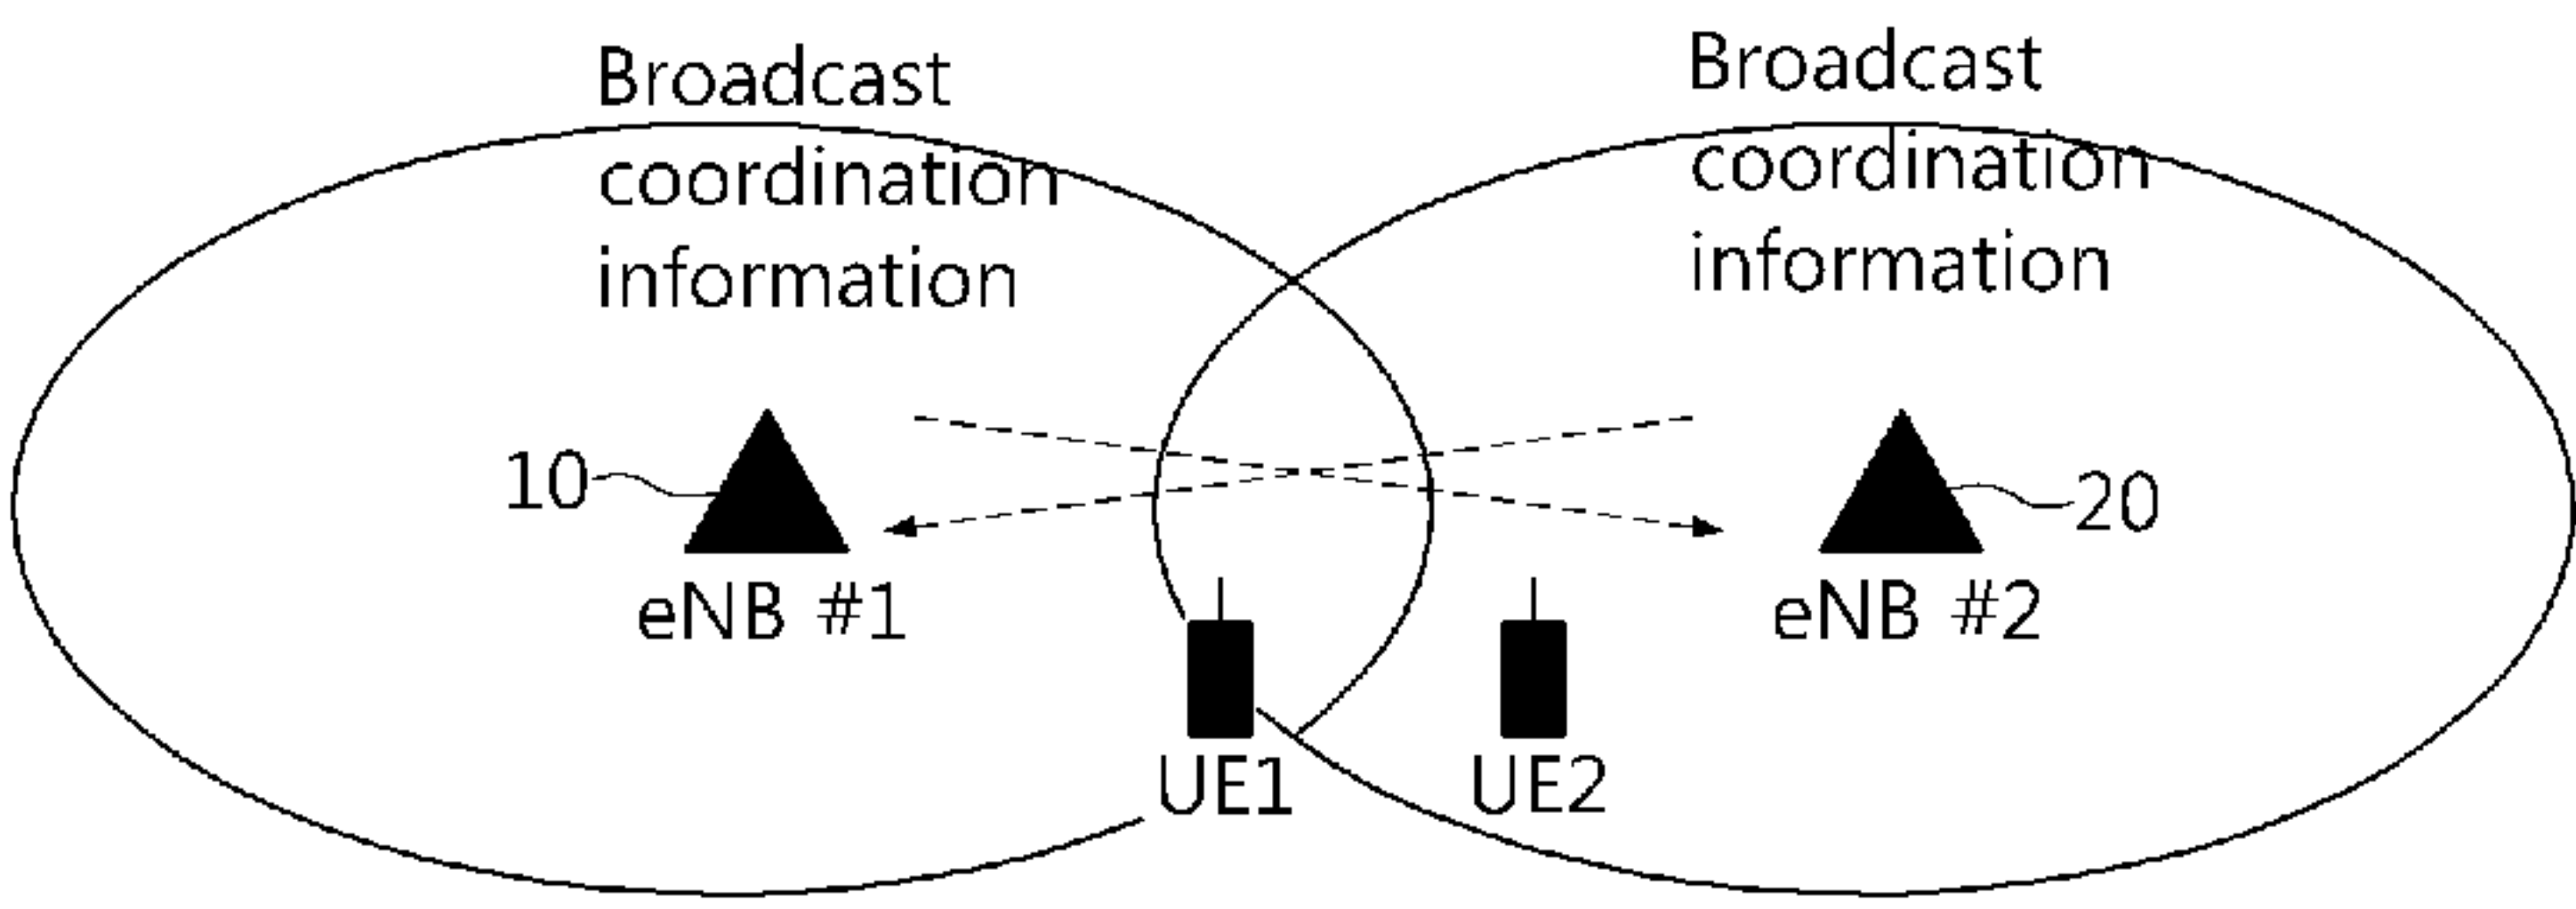 Broadcast
coordination
information
Broadcast
coordination
information
10
eNB #1
20
eNB #2
UE1
UE2